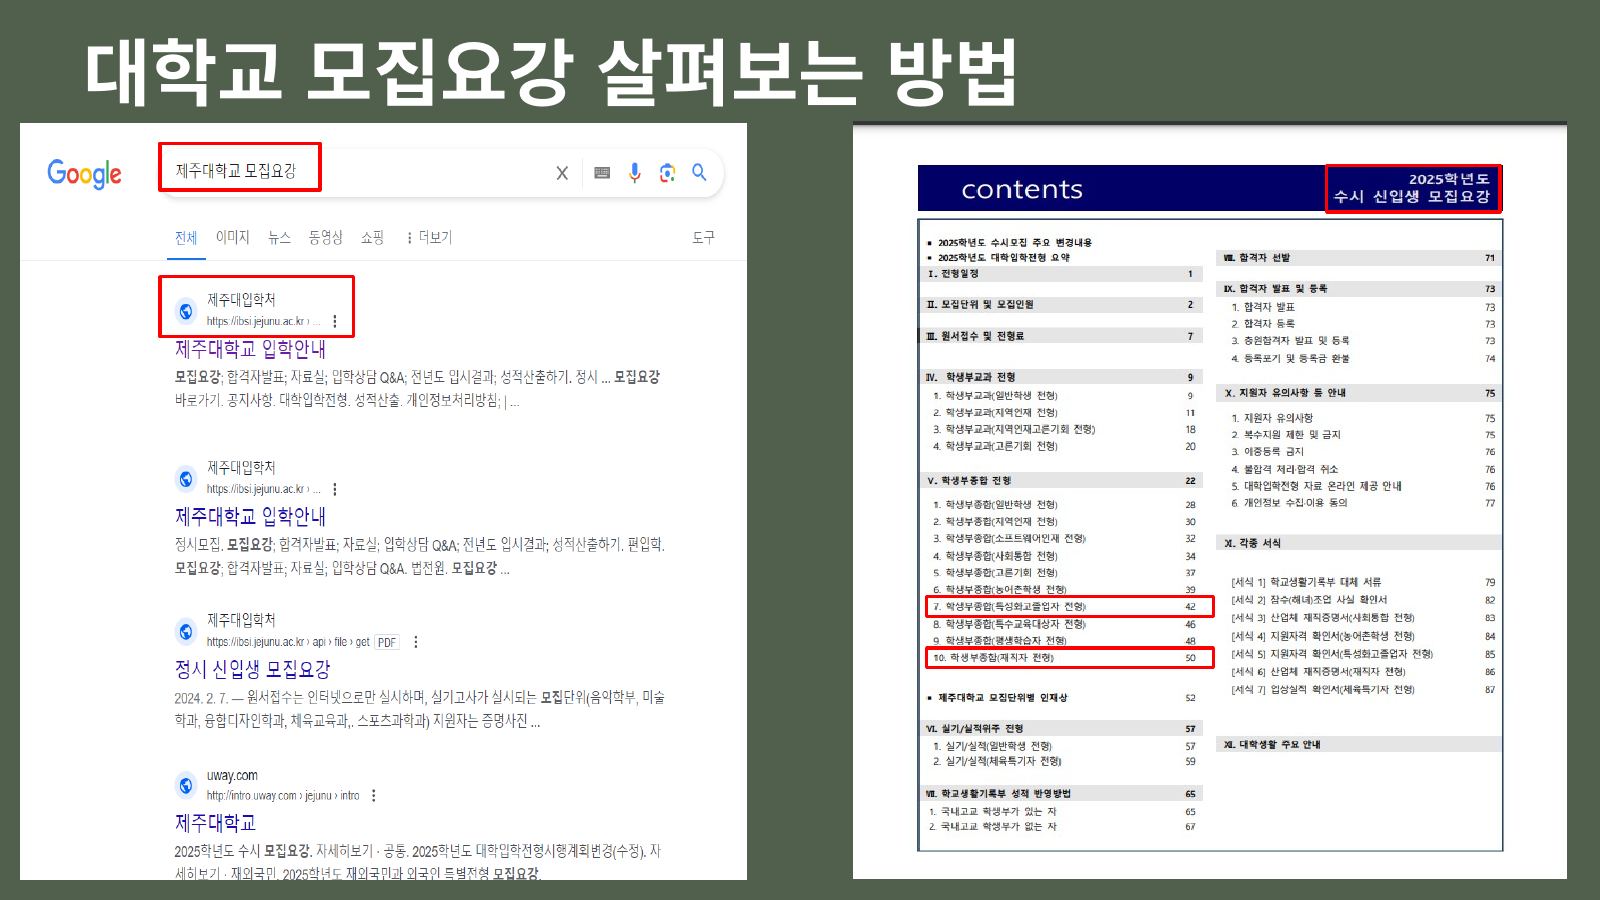 대학교 모집요강 살펴보는 방법
Google
제주대학교 모집요강
전체 이미지 뉴스 동영상 쇼핑 더보기 도구
제주대입학처
https://ibsi.jejunu.ac.kr › ...
제주대학교 입학안내
모집요강; 합격자발표; 자료실; 입학상담 Q&A; 전년도 입시결과; 성적산출하기. 정시 ... 모집요강
바로가기. 공지사항. 대학입학전형. 성적산출. 개인정보처리방침; | ...
제주대입학처
https://ibsi.jejunu.ac.kr › ...
제주대학교 입학안내
정시모집. 모집요강; 합격자발표; 자료실; 입학상담 Q&A; 전년도 입시결과; 성적산출하기. 편입학.
모집요강; 합격자발표; 자료실; 입학상담 Q&A. 법전원. 모집요강 ...
제주대입학처
https://ibsi.jejunu.ac.kr › api › file › get PDF
정시 신입생 모집요강
2024. 2. 7. — 원서접수는 인터넷으로만 실시하며, 실기고사가 실시되는 모집단위(음악학부, 미술
학과, 융합디자인학과, 체육교육과,. 스포츠과학과) 지원자는 증명사진 ...
uway.com
http://intro.uway.com › jejunu › intro
제주대학교
2025학년도 수시 모집요강. 자세히보기 · 공통. 2025학년도 대학입학전형시행계획변경(수정). 자
세히보기 · 재외국민. 2025학년도 재외국민과 외국인 특별전형 모집요강.
contents
2025학년도
수시 신입생 모집요강
▪ 2025학년도 수시모집 주요 변경내용
▪ 2025학년도 대학입학전형 요약
Ⅰ. 전형일정 1
Ⅱ. 모집단위 및 모집인원 2
Ⅲ. 원서접수 및 전형료 7
Ⅳ. 학생부교과 전형 9
1. 학생부교과(일반학생 전형) 9
2. 학생부교과(지역인재 전형) 11
3. 학생부교과(지역인재고른기회 전형) 18
4. 학생부교과(고른기회 전형) 20
Ⅴ. 학생부종합 전형 22
1. 학생부종합(일반학생 전형) 28
2. 학생부종합(지역인재 전형) 30
3. 학생부종합(소프트웨어인재 전형) 32
4. 학생부종합(사회통합 전형) 34
5. 학생부종합(고른기회 전형) 37
6. 학생부종합(농어촌학생 전형) 39
7. 학생부종합(특성화고졸업자 전형) 42
8. 학생부종합(특수교육대상자 전형) 46
9. 학생부종합(평생학습자 전형) 48
10. 학생부종합(재직자 전형) 50
▪ 제주대학교 모집단위별 인재상 52
Ⅵ. 실기/실적위주 전형 57
1. 실기/실적(일반학생 전형) 57
2. 실기/실적(체육특기자 전형) 59
Ⅶ. 학교생활기록부 성적 반영방법 65
1. 국내고교 학생부가 있는 자 65
2. 국내고교 학생부가 없는 자 67
Ⅷ. 합격자 선발 71
Ⅸ. 합격자 발표 및 등록 73
1. 합격자 발표 73
2. 합격자 등록 73
3. 충원합격자 발표 및 등록 73
4. 등록포기 및 등록금 환불 74
Ⅹ. 지원자 유의사항 등 안내 75
1. 지원자 유의사항 75
2. 복수지원 제한 및 금지 75
3. 이중등록 금지 76
4. 불합격 처리·합격 취소 76
5. 대학입학전형 자료 온라인 제공 안내 76
6. 개인정보 수집·이용 동의 77
Ⅺ. 각종 서식
[서식 1] 학교생활기록부 대체 서류 79
[서식 2] 잠수(해녀)조업 사실 확인서 82
[서식 3] 산업체 재직증명서(사회통합 전형) 83
[서식 4] 지원자격 확인서(농어촌학생 전형) 84
[서식 5] 지원자격 확인서(특성화고졸업자 전형) 85
[서식 6] 산업체 재직증명서(재직자 전형) 86
[서식 7] 입상실적 확인서(체육특기자 전형) 87
Ⅻ. 대학생활 주요 안내